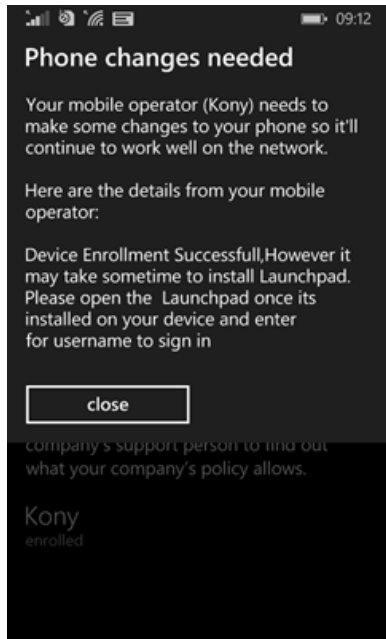 09:12
Phone changes needed
Your mobile operator (Kony) needs to
make some changes to your phone so it'll
continue to work well on the network.
Here are the details from your mobile
operator:
Device Enrollment Successfull,However it
may take sometime to install Launchpad.
Please open the Launchpad once its
installed on your device and enter
for username to sign in
close
company's support person to find out
what your company's policy allows.
Kony
enrolled